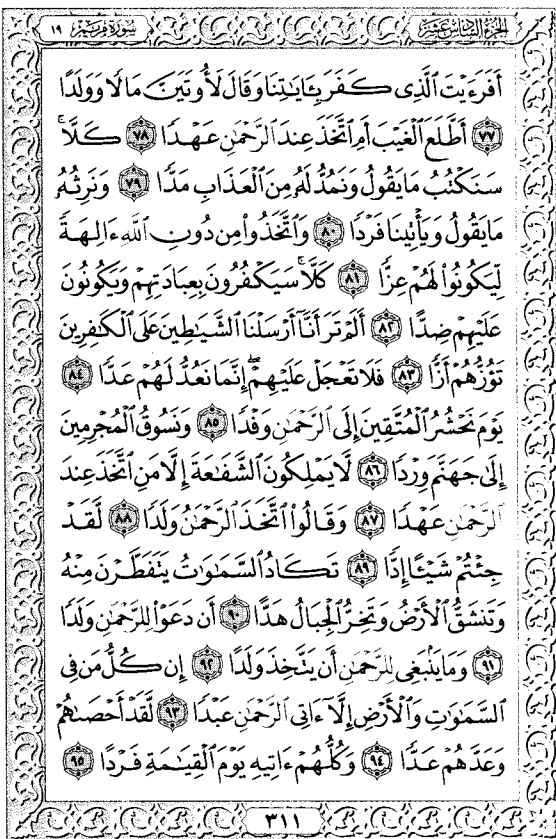 الجزء السادس عشر
سورة مريم ١٩
أَفَرَءَيْتَ ٱلَّذِى كَفَرَ بِـَٔايَـٰتِنَا وَقَالَ لَأُوتَيَنَّ مَالًا وَوَلَدًا
٧٧ أَطَّلَعَ ٱلْغَيْبَ أَمِ ٱتَّخَذَ عِندَ ٱلرَّحْمَـٰنِ عَهْدًا ٧٨ كَلَّا ۚ
سَنَكْتُبُ مَا يَقُولُ وَنَمُدُّ لَهُۥ مِنَ ٱلْعَذَابِ مَدًّا ٧٩ وَنَرِثُهُۥ
مَا يَقُولُ وَيَأْتِينَا فَرْدًا ٨٠ وَٱتَّخَذُوا۟ مِن دُونِ ٱللَّهِ ءَالِهَةً
لِّيَكُونُوا۟ لَهُمْ عِزًّا ٨١ كَلَّا ۚ سَيَكْفُرُونَ بِعِبَادَتِهِمْ وَيَكُونُونَ
عَلَيْهِمْ ضِدًّا ٨٢ أَلَمْ تَرَ أَنَّآ أَرْسَلْنَا ٱلشَّيَـٰطِينَ عَلَى ٱلْكَـٰفِرِينَ
تَؤُزُّهُمْ أَزًّا ٨٣ فَلَا تَعْجَلْ عَلَيْهِمْ ۖ إِنَّمَا نَعُدُّ لَهُمْ عَدًّا ٨٤
يَوْمَ نَحْشُرُ ٱلْمُتَّقِينَ إِلَى ٱلرَّحْمَـٰنِ وَفْدًا ٨٥ وَنَسُوقُ ٱلْمُجْرِمِينَ
إِلَىٰ جَهَنَّمَ وِرْدًا ٨٦ لَّا يَمْلِكُونَ ٱلشَّفَـٰعَةَ إِلَّا مَنِ ٱتَّخَذَ عِندَ
ٱلرَّحْمَـٰنِ عَهْدًا ٨٧ وَقَالُوا۟ ٱتَّخَذَ ٱلرَّحْمَـٰنُ وَلَدًا ٨٨ لَّقَدْ
جِئْتُمْ شَيْـًٔا إِدًّا ٨٩ تَكَادُ ٱلسَّمَـٰوَٰتُ يَتَفَطَّرْنَ مِنْهُ
وَتَنشَقُّ ٱلْأَرْضُ وَتَخِرُّ ٱلْجِبَالُ هَدًّا ٩٠ أَن دَعَوْا۟ لِلرَّحْمَـٰنِ وَلَدًا
٩١ وَمَا يَنۢبَغِى لِلرَّحْمَـٰنِ أَن يَتَّخِذَ وَلَدًا ٩٢ إِن كُلُّ مَن فِى
ٱلسَّمَـٰوَٰتِ وَٱلْأَرْضِ إِلَّآ ءَاتِى ٱلرَّحْمَـٰنِ عَبْدًا ٩٣ لَّقَدْ أَحْصَىٰهُمْ
وَعَدَّهُمْ عَدًّا ٩٤ وَكُلُّهُمْ ءَاتِيهِ يَوْمَ ٱلْقِيَـٰمَةِ فَرْدًا ٩٥
٣١١